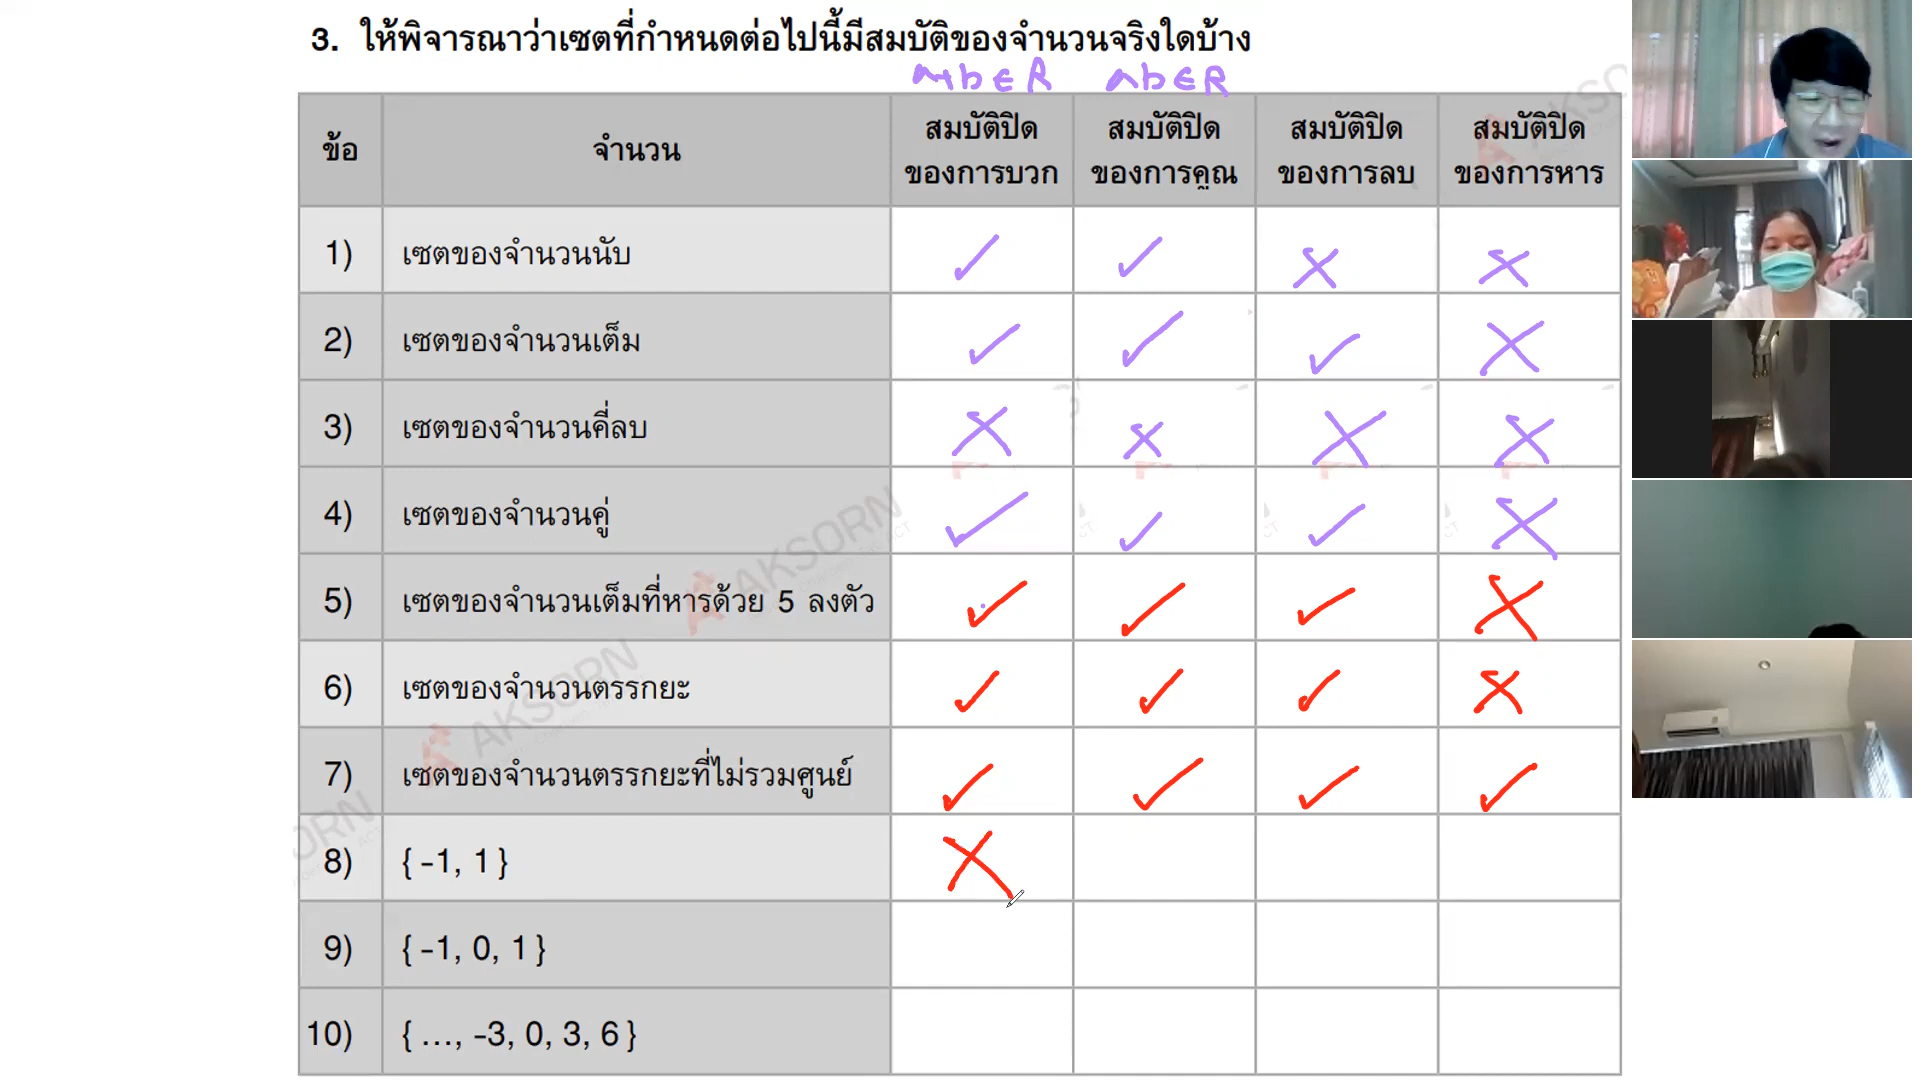 3. ให้พิจารณาว่าเซตที่กำหนดต่อไปนี้มีสมบัติของจำนวนจริงใดบ้าง
a+b ∈ R ab ∈ R
ข้อ จำนวน สมบัติปิดของการบวก สมบัติปิดของการคูณ สมบัติปิดของการลบ สมบัติปิดของการหาร
1) เซตของจำนวนนับ ✓ ✓ ✗ ✗
2) เซตของจำนวนเต็ม ✓ ✓ ✓ ✗
3) เซตของจำนวนคี่ลบ ✗ ✗ ✗ ✗
4) เซตของจำนวนคู่ ✓ ✓ ✓ ✗
5) เซตของจำนวนเต็มที่หารด้วย 5 ลงตัว ✓ ✓ ✓ ✗
6) เซตของจำนวนตรรกยะ ✓ ✓ ✓ ✗
7) เซตของจำนวนตรรกยะที่ไม่รวมศูนย์ ✓ ✓ ✓ ✓
8) { -1, 1 } ✗
9) { -1, 0, 1 }
10) { ..., -3, 0, 3, 6 }
AKSORN
AKSORN